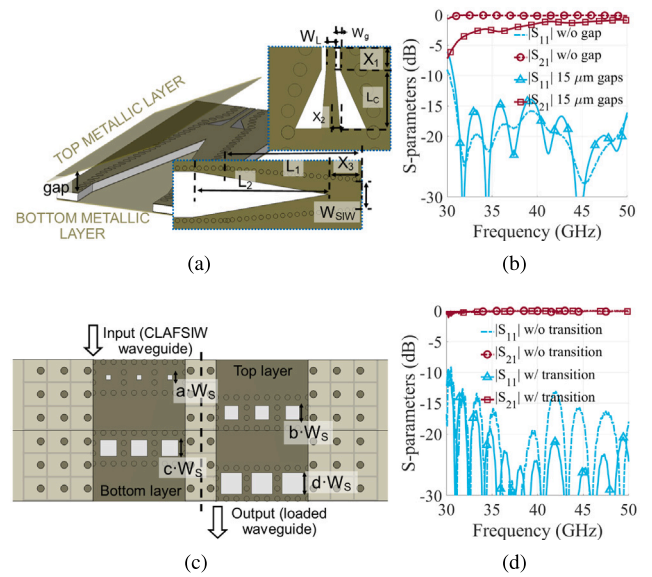 W_L
W_g
X_1
L_C
X_2
TOP METALLIC LAYER
gap
BOTTOM METALLIC
LAYER
L_1
X_3
L_2
W_SIW
(a)
S-parameters (dB)
0
-5
-10
-15
-20
-25
-30
|S_11| w/o gap
|S_21| w/o gap
|S_11| 15 μm gaps
|S_21| 15 μm gaps
30 35 40 45 50
Frequency (GHz)
(b)
Input (CLAFSIW
waveguide)
Top layer
a·W_S
b·W_S
c·W_S
d·W_S
Bottom layer
Output (loaded
waveguide)
(c)
S-parameters (dB)
0
-5
-10
-15
-20
-25
-30
|S_11| w/o transition
|S_21| w/o transition
|S_11| w/ transition
|S_21| w/ transition
30 35 40 45 50
Frequency (GHz)
(d)